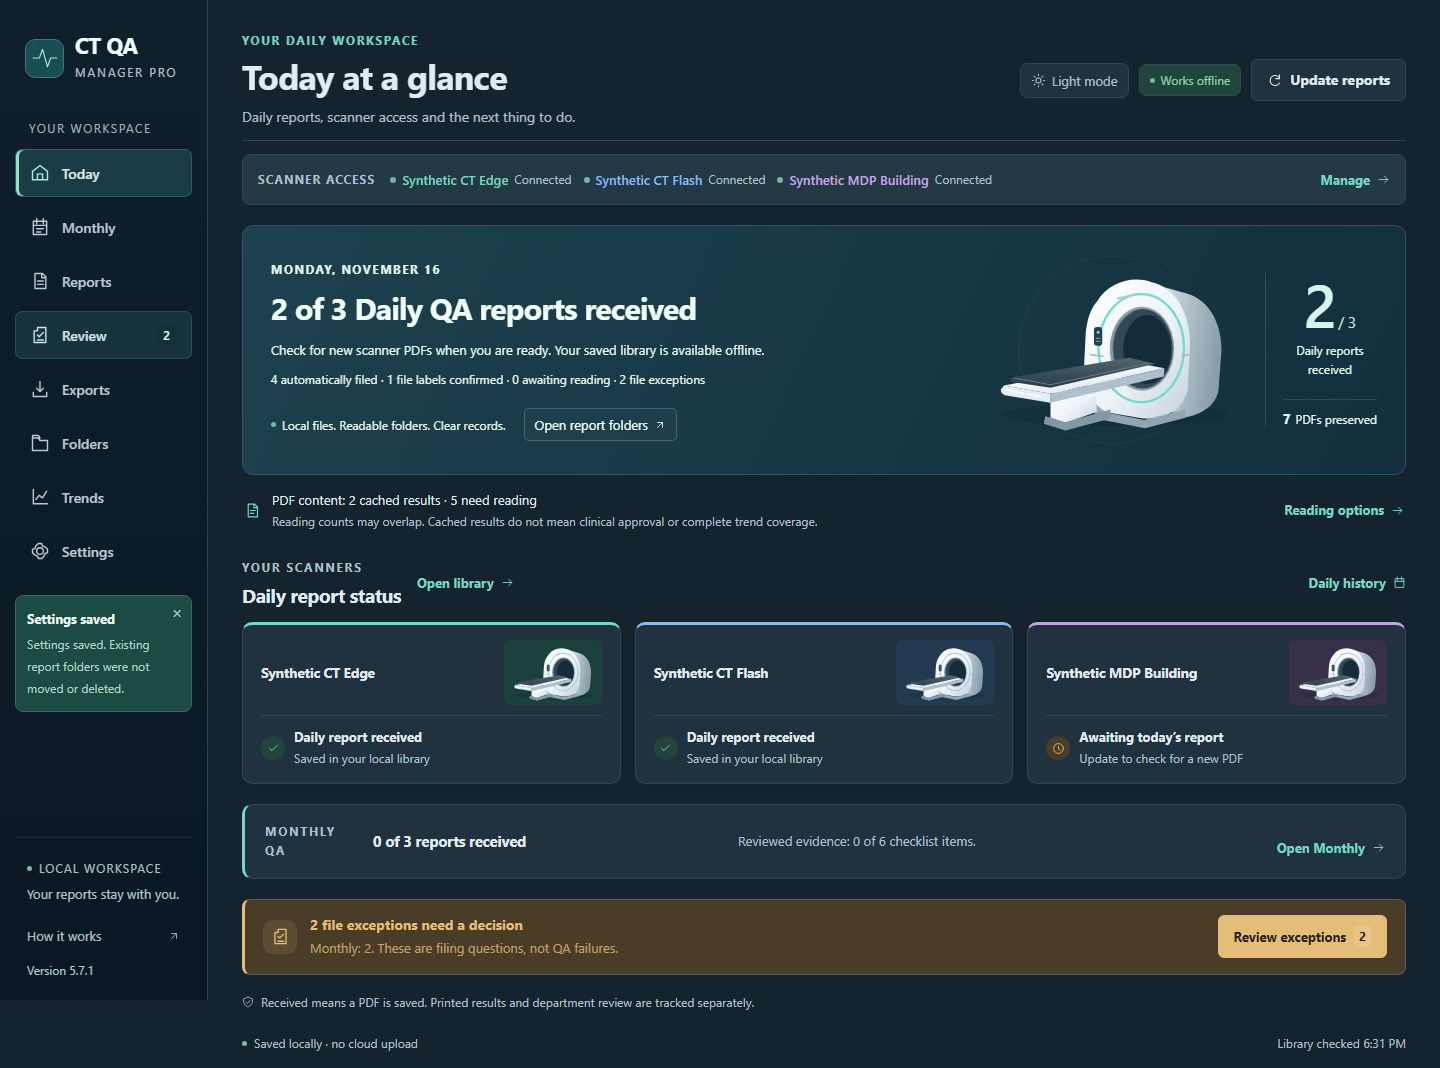 CT QA
MANAGER PRO
YOUR WORKSPACE
Today
Monthly
Reports
Review 2
Exports
Folders
Trends
Settings
Settings saved ×
Settings saved. Existing
report folders were not
moved or deleted.
LOCAL WORKSPACE
Your reports stay with you.
How it works
Version 5.7.1
YOUR DAILY WORKSPACE
Today at a glance
Daily reports, scanner access and the next thing to do.
Light mode
Works offline
Update reports
SCANNER ACCESS Synthetic CT Edge Connected Synthetic CT Flash Connected Synthetic MDP Building Connected Manage →
MONDAY, NOVEMBER 16
2 of 3 Daily QA reports received
Check for new scanner PDFs when you are ready. Your saved library is available offline.
4 automatically filed · 1 file labels confirmed · 0 awaiting reading · 2 file exceptions
Local files. Readable folders. Clear records.
Open report folders
2 / 3
Daily reports
received
7 PDFs preserved
PDF content: 2 cached results · 5 need reading
Reading counts may overlap. Cached results do not mean clinical approval or complete trend coverage.
Reading options →
YOUR SCANNERS
Daily report status
Open library →
Daily history
Synthetic CT Edge
Daily report received
Saved in your local library
Synthetic CT Flash
Daily report received
Saved in your local library
Synthetic MDP Building
Awaiting today’s report
Update to check for a new PDF
MONTHLY
QA
0 of 3 reports received
Reviewed evidence: 0 of 6 checklist items.
Open Monthly →
2 file exceptions need a decision
Monthly: 2. These are filing questions, not QA failures.
Review exceptions 2
Received means a PDF is saved. Printed results and department review are tracked separately.
Saved locally · no cloud upload
Library checked 6:31 PM